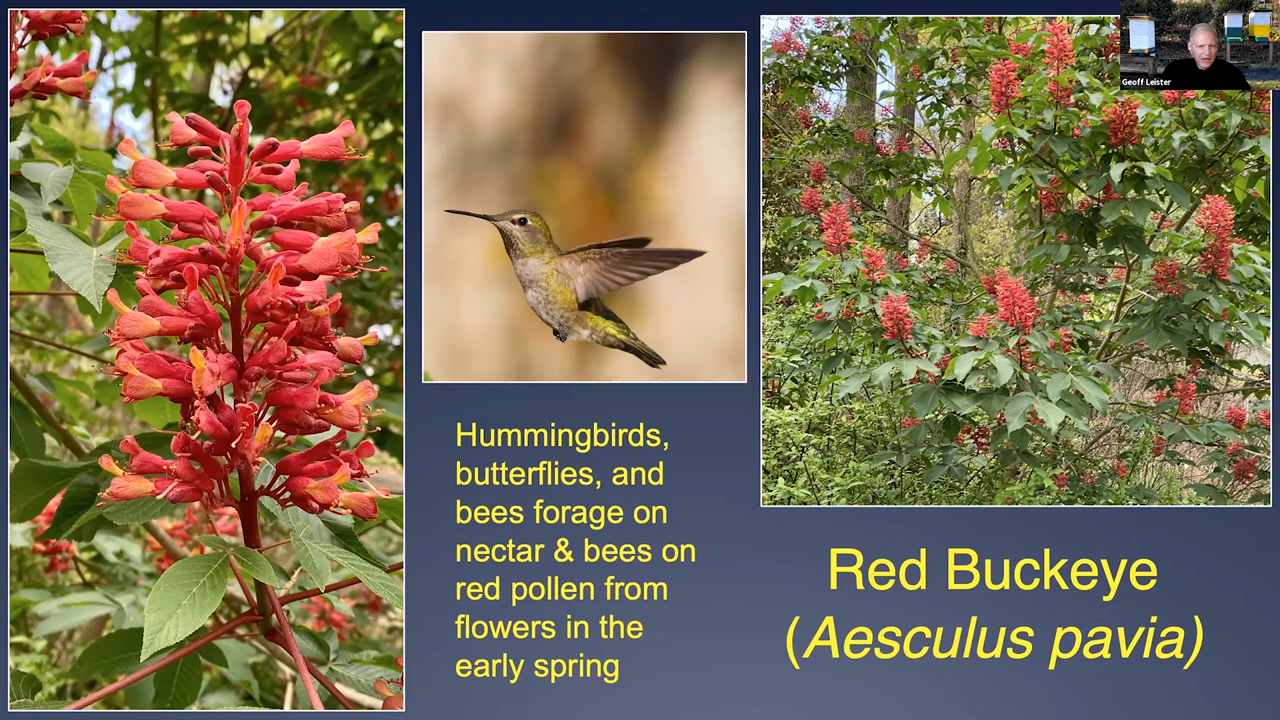 Geoff Leister
Hummingbirds,
butterflies, and
bees forage on
nectar & bees on
red pollen from
flowers in the
early spring
Red Buckeye
(Aesculus pavia)